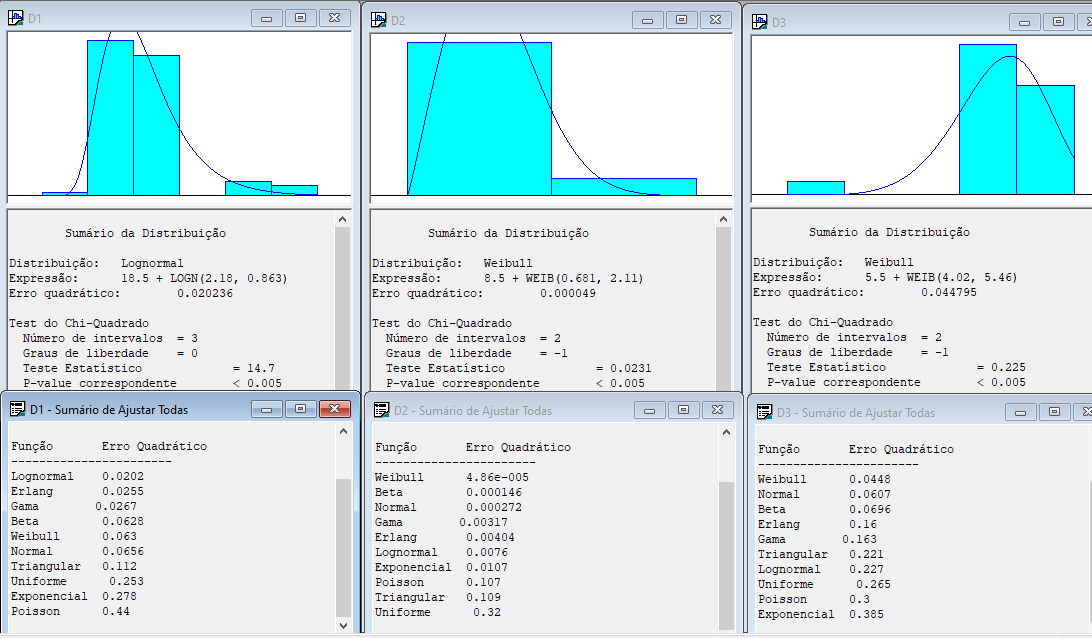 D1
Sumário da Distribuição
Distribuição: Lognormal
Expressão: 18.5 + LOGN(2.18, 0.863)
Erro quadrático: 0.020236
Test do Chi-Quadrado
Número de intervalos = 3
Graus de liberdade = 0
Teste Estatístico = 14.7
P-value correspondente < 0.005
D2
Sumário da Distribuição
Distribuição: Weibull
Expressão: 8.5 + WEIB(0.681, 2.11)
Erro quadrático: 0.000049
Test do Chi-Quadrado
Número de intervalos = 2
Graus de liberdade = -1
Teste Estatístico = 0.0231
P-value correspondente < 0.005
D3
Sumário da Distribuição
Distribuição: Weibull
Expressão: 5.5 + WEIB(4.02, 5.46)
Erro quadrático: 0.044795
Test do Chi-Quadrado
Número de intervalos = 2
Graus de liberdade = -1
Teste Estatístico = 0.225
P-value correspondente < 0.005
D1 - Sumário de Ajustar Todas
Função Erro Quadrático
-----------------------
Lognormal 0.0202
Erlang 0.0255
Gama 0.0267
Beta 0.0628
Weibull 0.063
Normal 0.0656
Triangular 0.112
Uniforme 0.253
Exponencial 0.278
Poisson 0.44
D2 - Sumário de Ajustar Todas
Função Erro Quadrático
-----------------------
Weibull 4.86e-005
Beta 0.000146
Normal 0.000272
Gama 0.00317
Erlang 0.00404
Lognormal 0.0076
Exponencial 0.0107
Poisson 0.107
Triangular 0.109
Uniforme 0.32
D3 - Sumário de Ajustar Todas
Função Erro Quadrático
-----------------------
Weibull 0.0448
Normal 0.0607
Beta 0.0696
Erlang 0.16
Gama 0.163
Triangular 0.221
Lognormal 0.227
Uniforme 0.265
Poisson 0.3
Exponencial 0.385